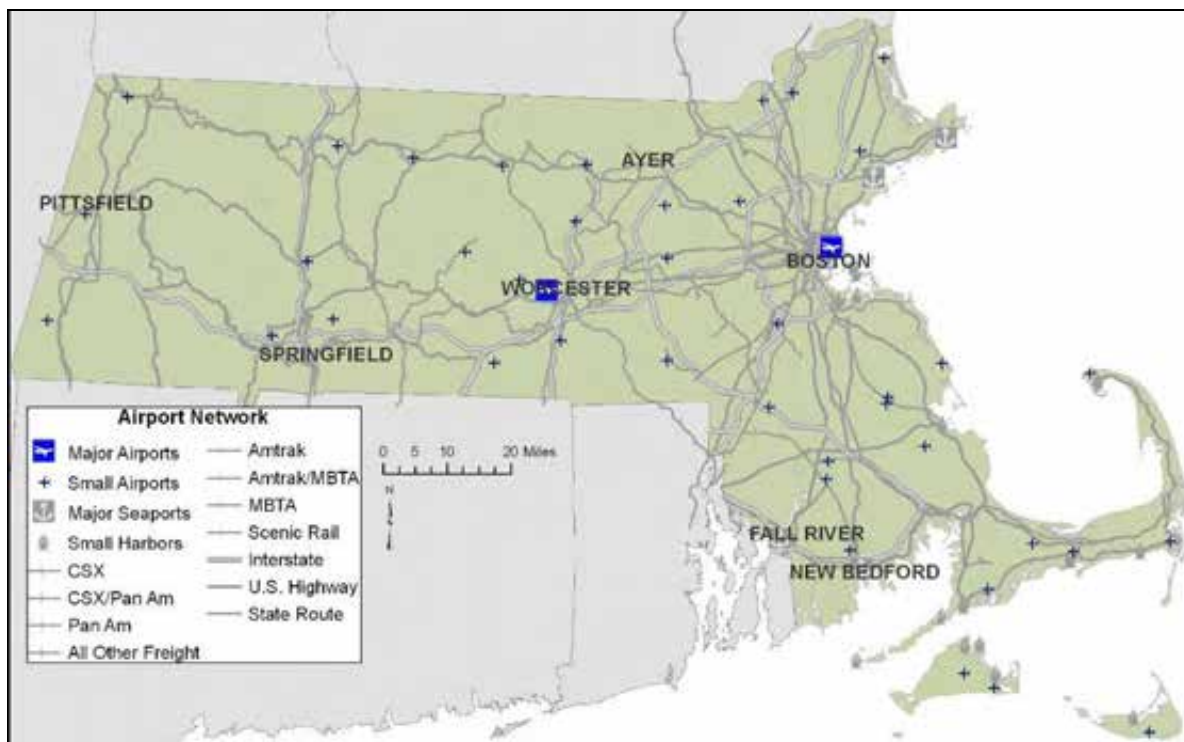 AYER
PITTSFIELD
BOSTON
WORCESTER
SPRINGFIELD
FALL RIVER
NEW BEDFORD
Airport Network
Major Airports
Small Airports
Major Seaports
Small Harbors
CSX
CSX/Pan Am
Pan Am
All Other Freight
Amtrak
Amtrak/MBTA
MBTA
Scenic Rail
Interstate
U.S. Highway
State Route
0 5 10 20 Miles
N